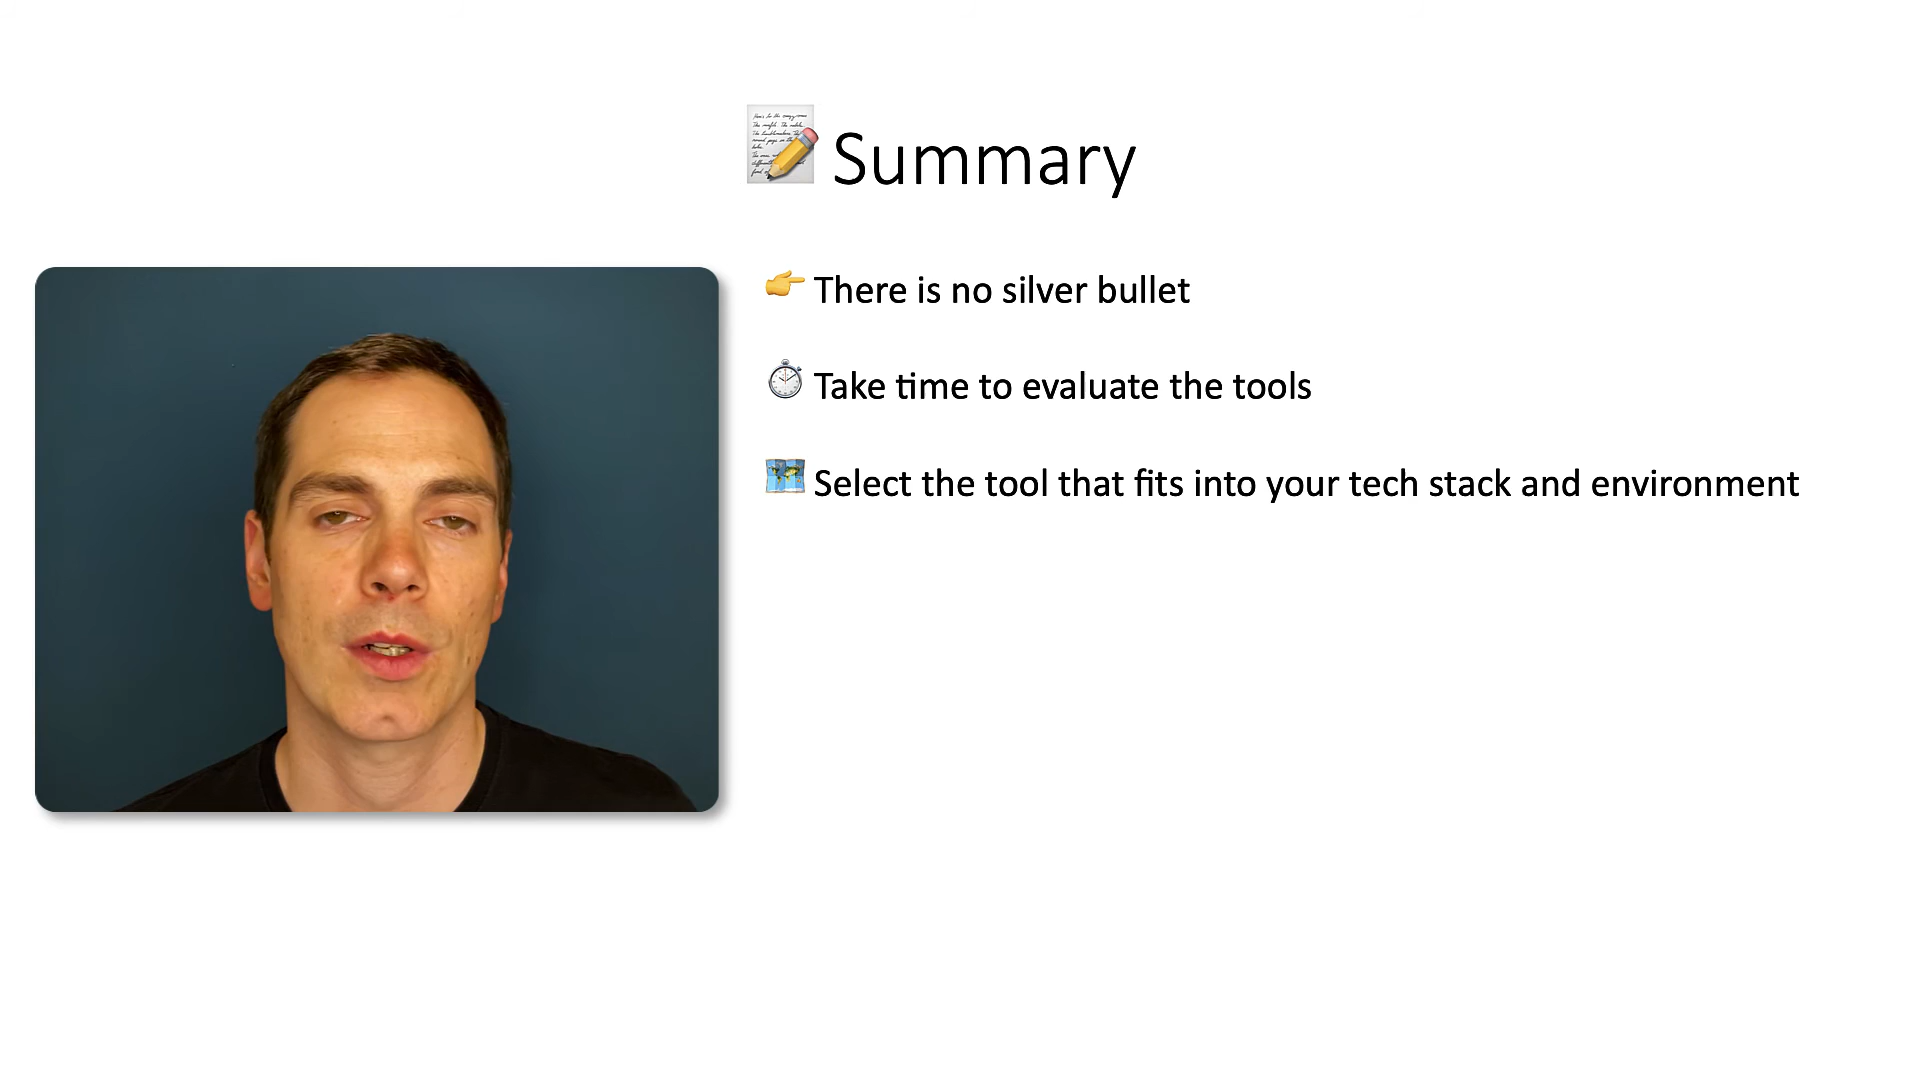 Summary
There is no silver bullet
Take time to evaluate the tools
Select the tool that fits into your tech stack and environment